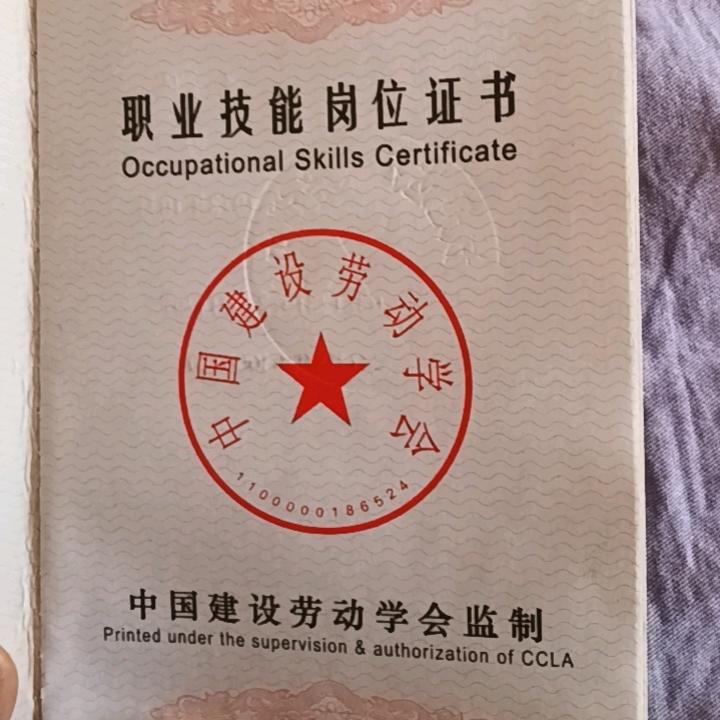 职业技能岗位证书
Occupational Skills Certificate
中国建设劳动学会
1100000186524
中国建设劳动学会监制
Printed under the supervision & authorization of CCLA